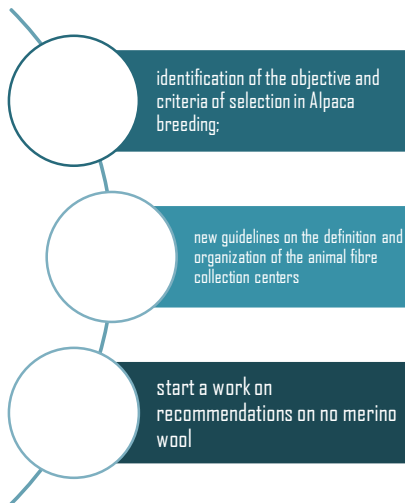 identification of the objective and
criteria of selection in Alpaca
breeding;
new guidelines on the definition and
organization of the animal fibre
collection centers
start a work on
recommendations on no merino
wool